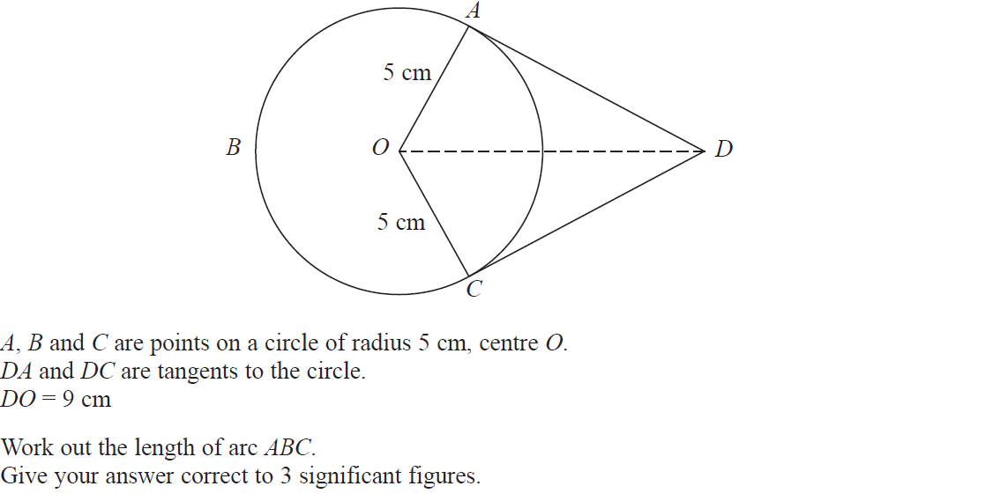 A
5 cm
B
O
D
5 cm
C
A, B and C are points on a circle of radius 5 cm, centre O.
DA and DC are tangents to the circle.
DO = 9 cm
Work out the length of arc ABC.
Give your answer correct to 3 significant figures.